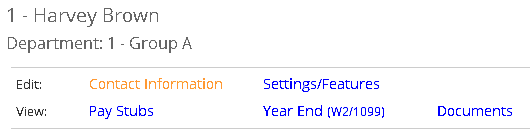 1 - Harvey Brown
Department: 1 - Group A
Edit: Contact Information Settings/Features
View: Pay Stubs Year End (W2/1099) Documents